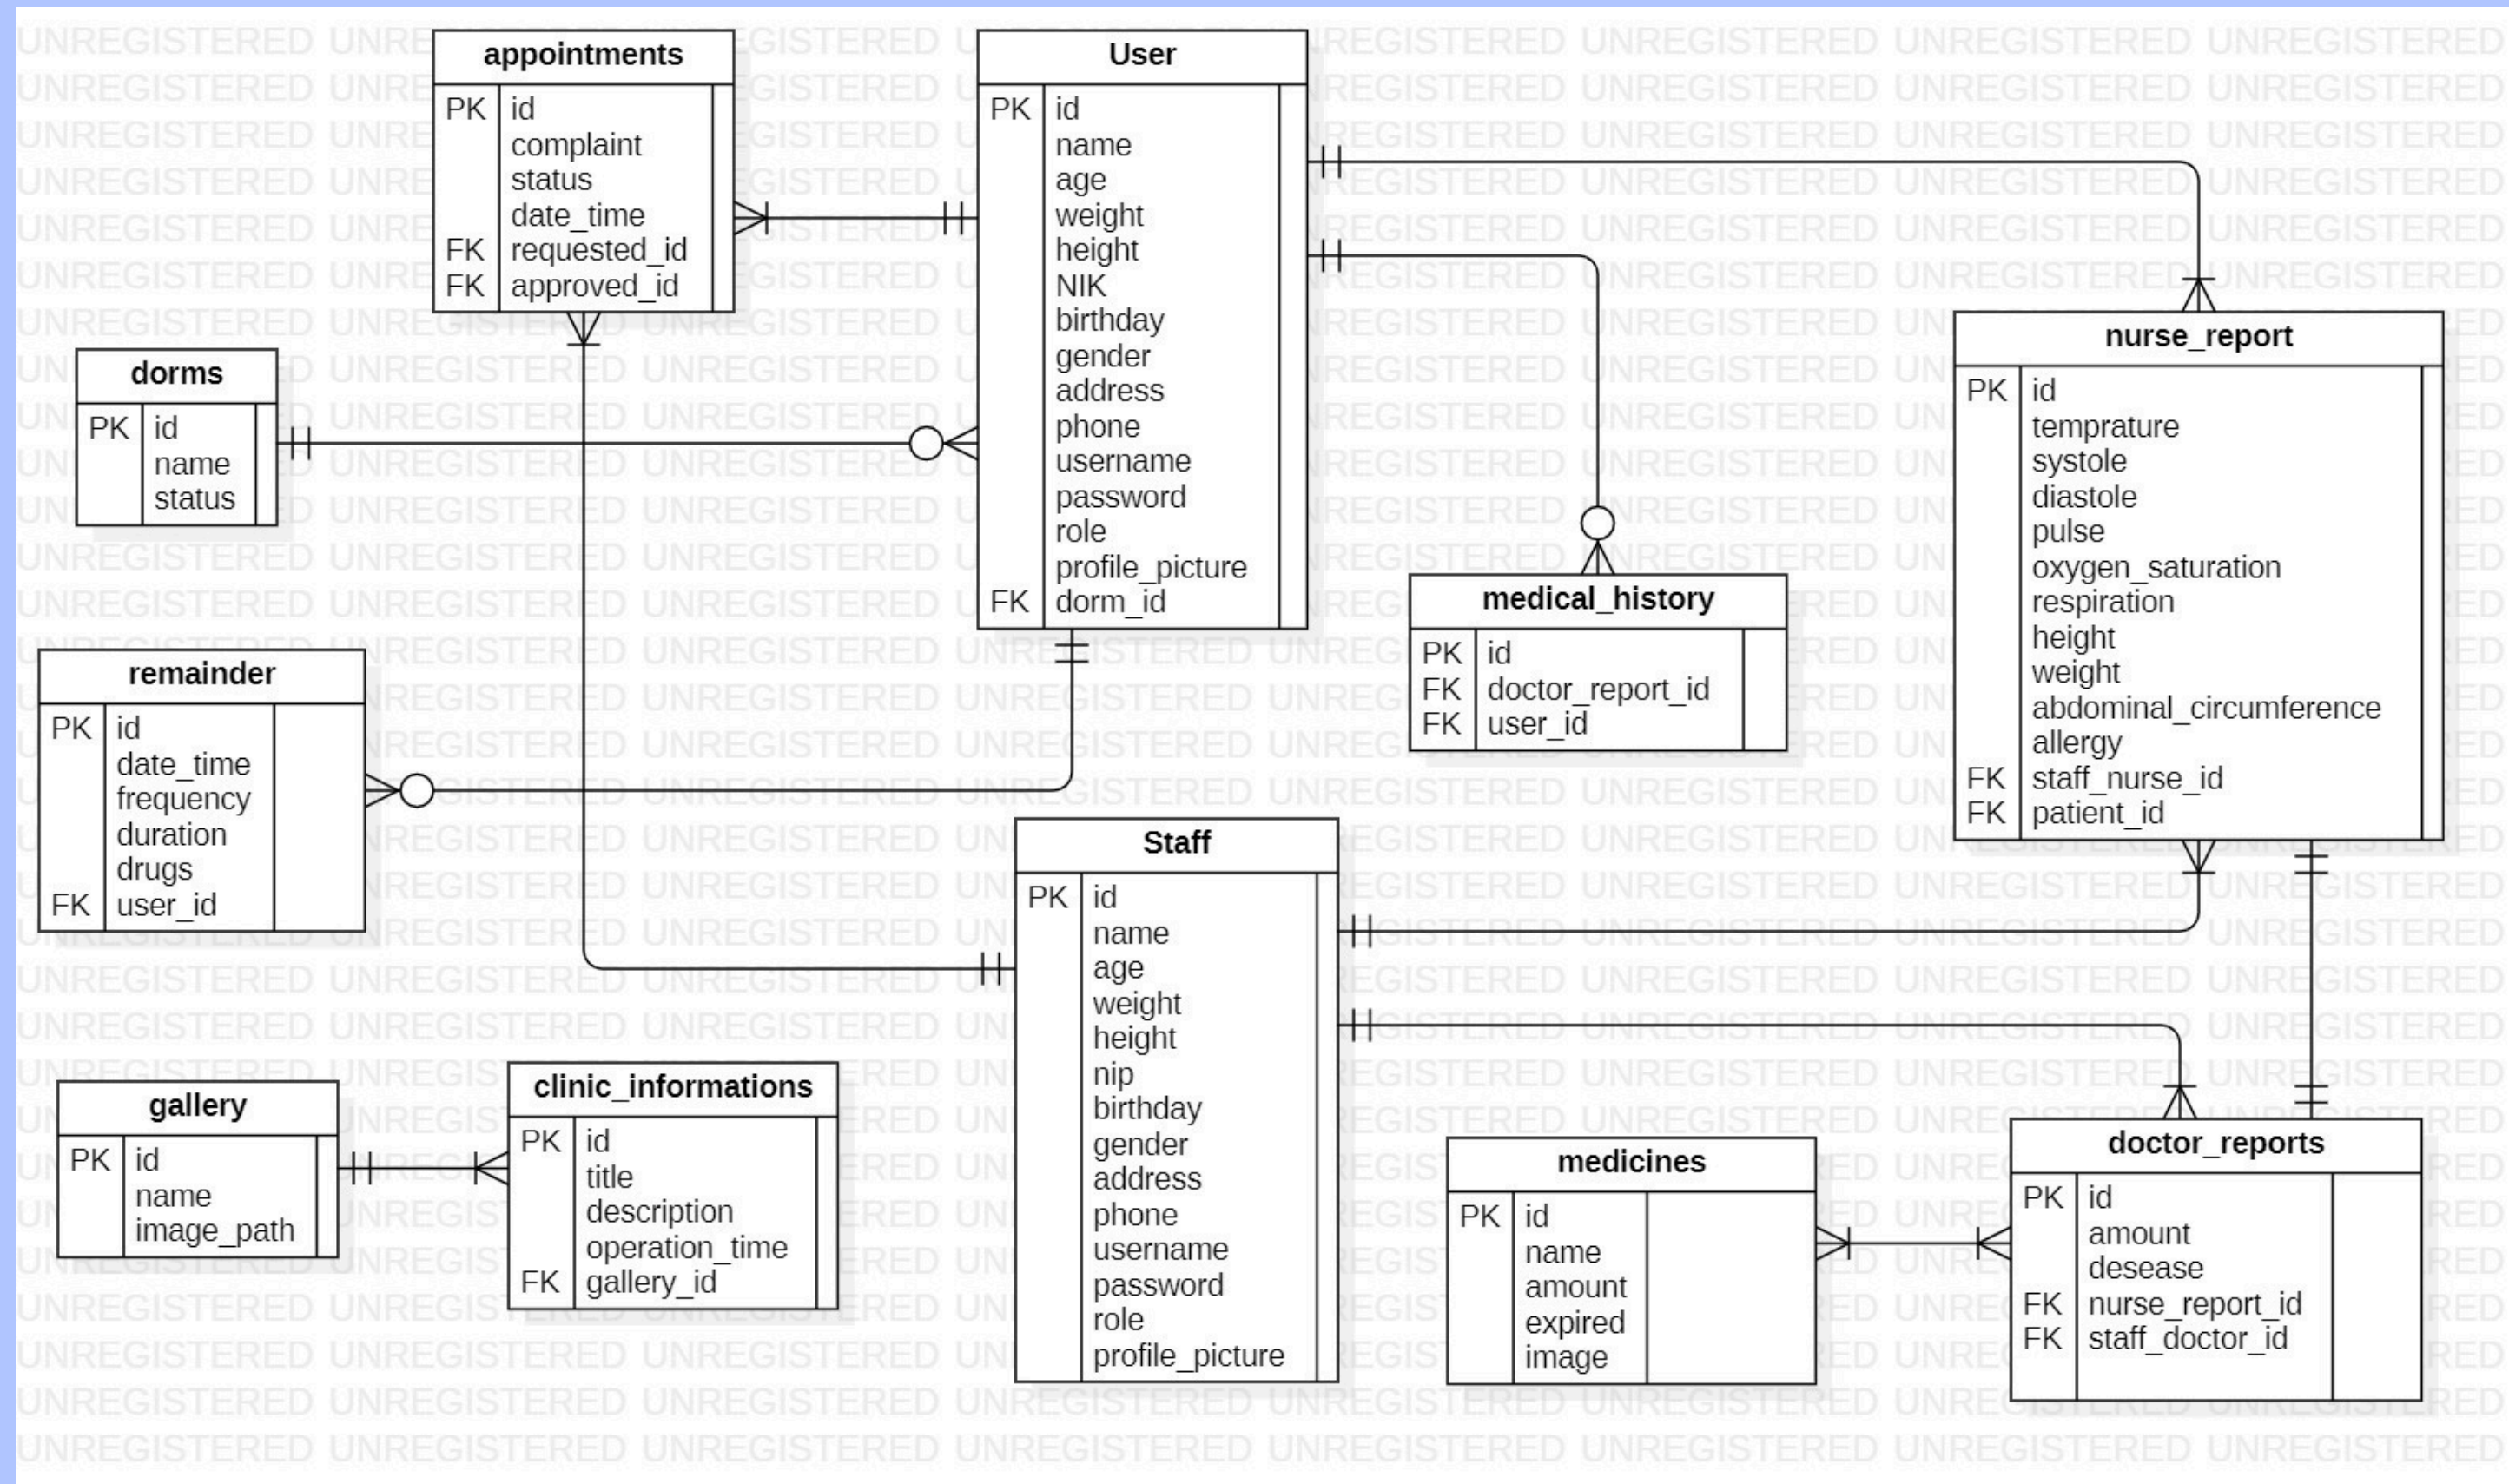 appointments
PK id
complaint
status
date_time
FK requested_id
FK approved_id
User
PK id
name
age
weight
height
NIK
birthday
gender
address
phone
username
password
role
profile_picture
FK dorm_id
nurse_report
PK id
temprature
systole
diastole
pulse
oxygen_saturation
respiration
height
weight
abdominal_circumference
allergy
FK staff_nurse_id
FK patient_id
dorms
PK id
name
status
medical_history
PK id
FK doctor_report_id
FK user_id
remainder
PK id
date_time
frequency
duration
drugs
FK user_id
Staff
PK id
name
age
weight
height
nip
birthday
gender
address
phone
username
password
role
profile_picture
gallery
PK id
name
image_path
clinic_informations
PK id
title
description
operation_time
FK gallery_id
medicines
PK id
name
amount
expired
image
doctor_reports
PK id
amount
desease
FK nurse_report_id
FK staff_doctor_id
UNREGISTERED